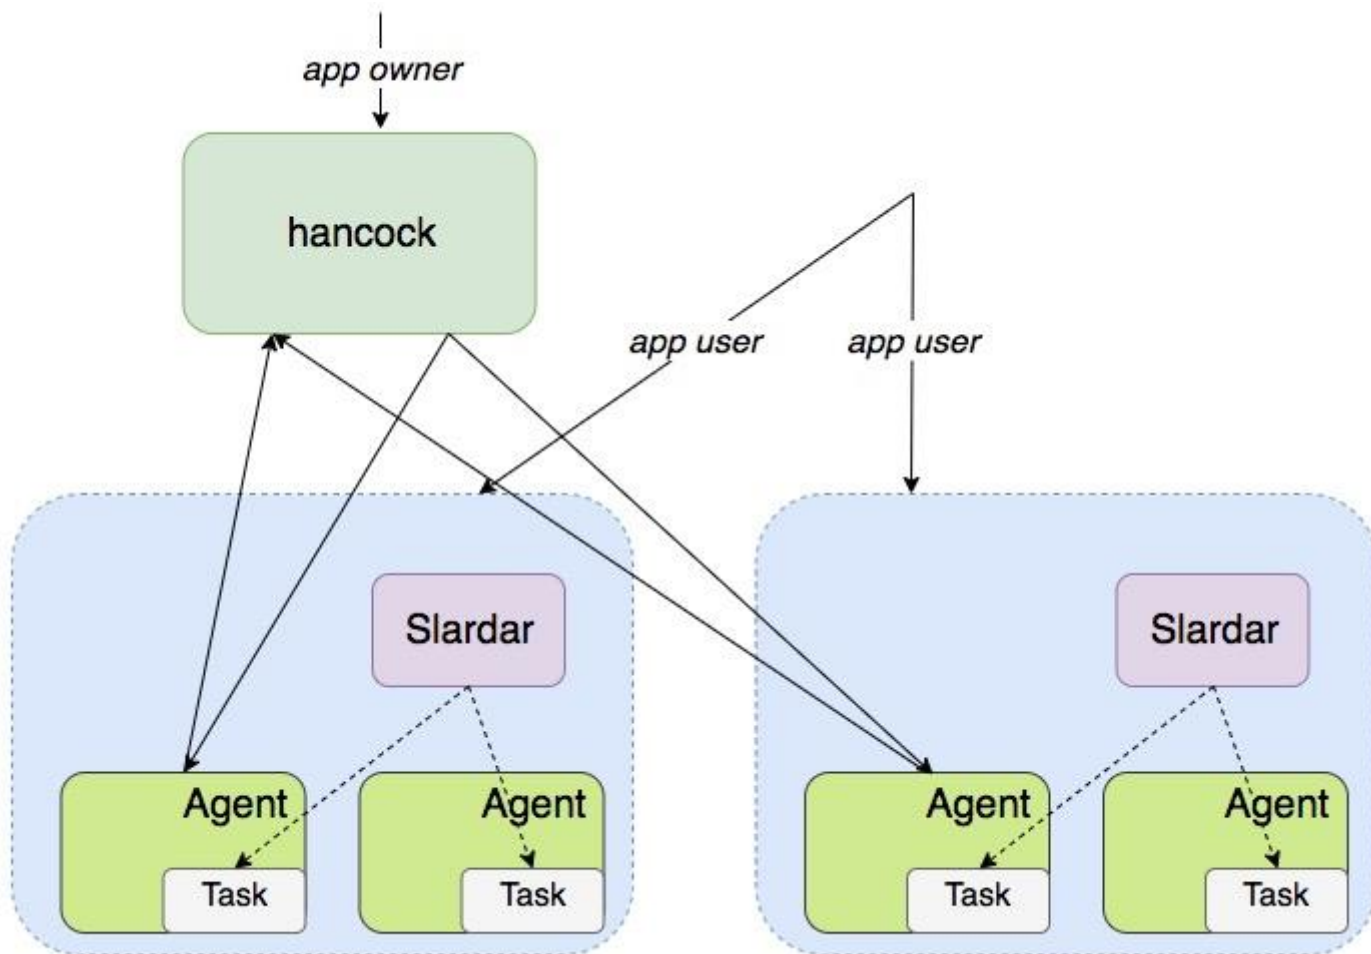 app owner
hancock
app user
app user
Slardar
Slardar
Agent
Agent
Agent
Agent
Task
Task
Task
Task